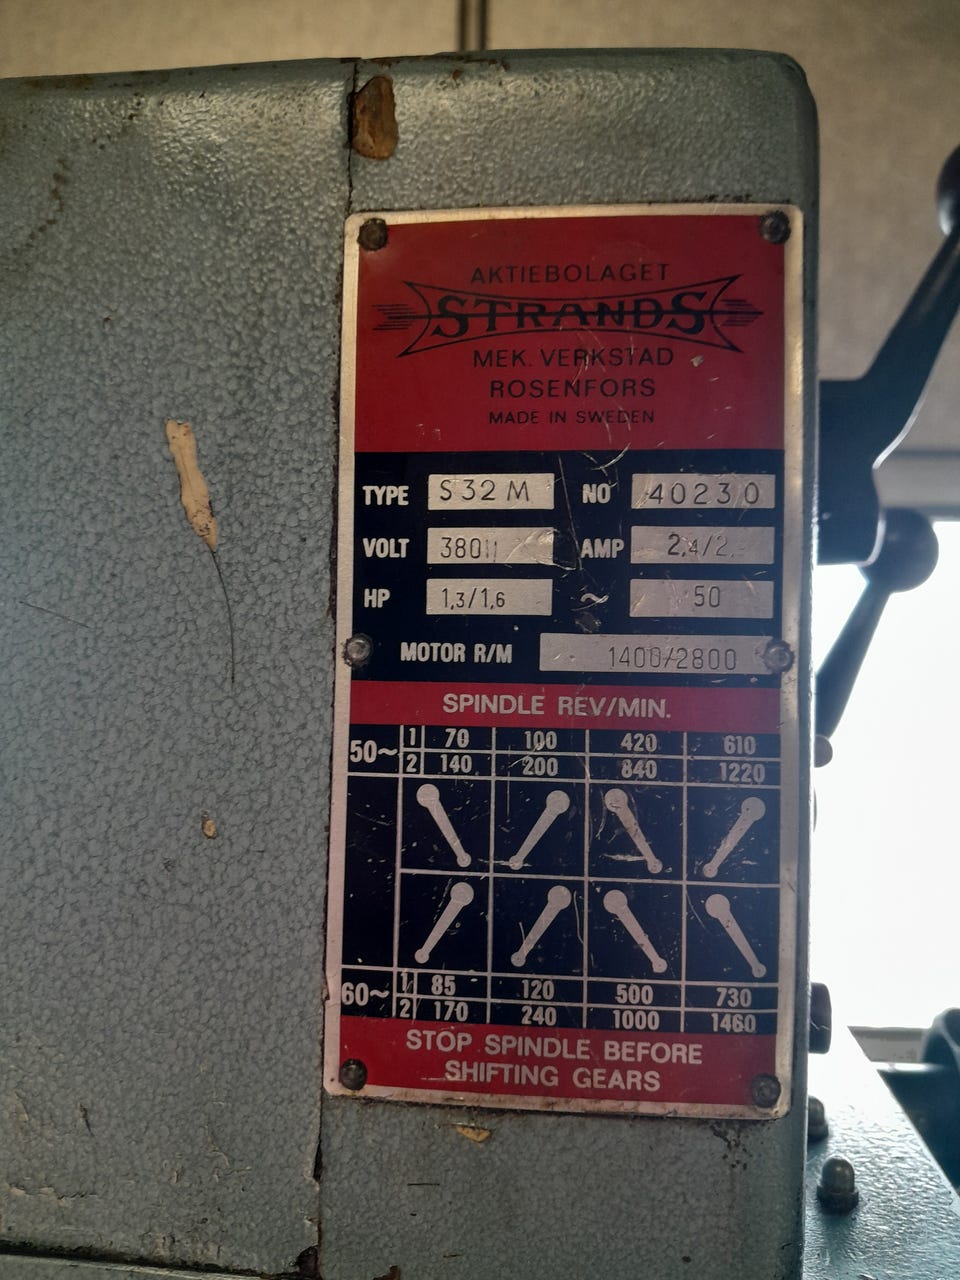 AKTIEBOLAGET
STRANDS
MEK. VERKSTAD
ROSENFORS
MADE IN SWEDEN
TYPE S32M NO 40230
VOLT 380 AMP 2,4/2,
HP 1,3/1,6 ~ 50
MOTOR R/M 1400/2800
SPINDLE REV/MIN.
50~ 1 70 100 420 610
2 140 200 840 1220
60~ 1 85 120 500 730
2 170 240 1000 1460
STOP SPINDLE BEFORE
SHIFTING GEARS